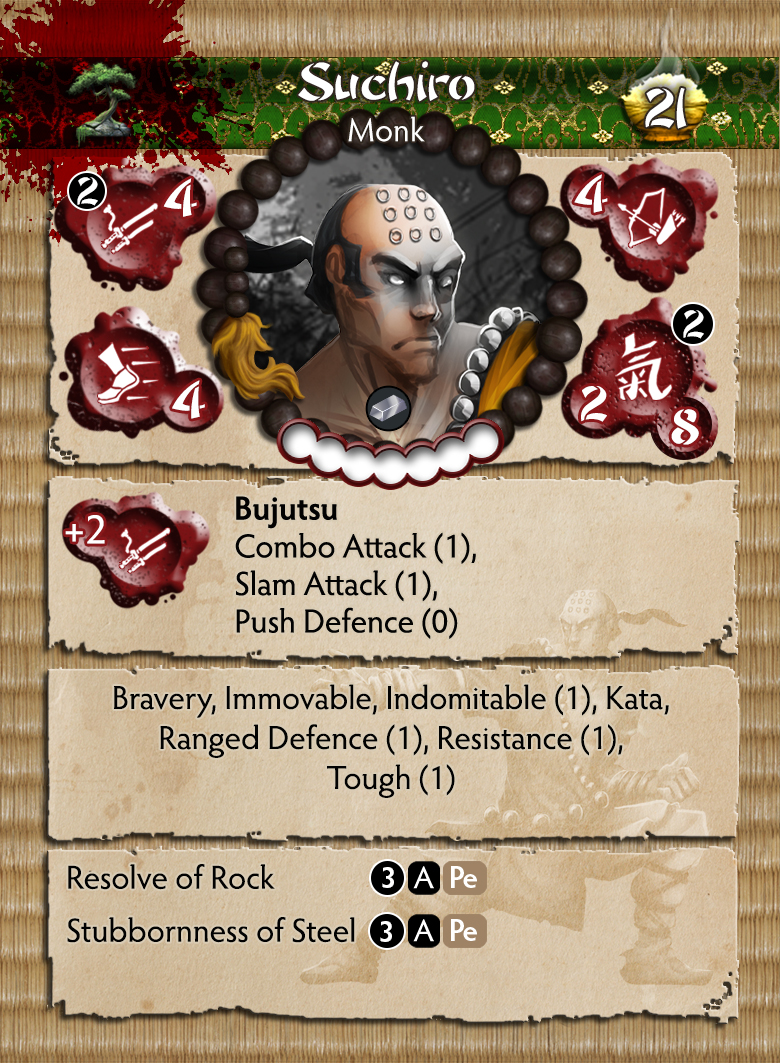 Suchiro
21
Monk
2 4
4
4
氣
2
2 8
+2
Bujutsu
Combo Attack (1),
Slam Attack (1),
Push Defence (0)
Bravery, Immovable, Indomitable (1), Kata,
Ranged Defence (1), Resistance (1),
Tough (1)
Resolve of Rock 3 A Pe
Stubbornness of Steel 3 A Pe